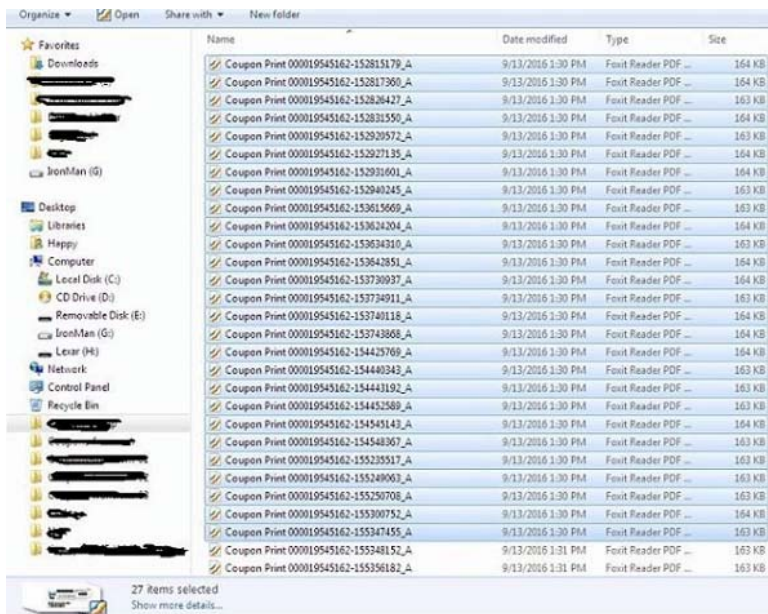 Organize Open Share with New folder
Name Date modified Type Size
Favorites
Downloads
IronMan (G)
Desktop
Libraries
Happy
Computer
Local Disk (C:)
CD Drive (D:)
Removable Disk (E:)
IronMan (G:)
Lexar (H:)
Network
Control Panel
Recycle Bin
Coupon Print 000019545162-152815179_A 9/13/2016 1:30 PM Foxit Reader PDF ... 164 KB
Coupon Print 000019545162-152817360_A 9/13/2016 1:30 PM Foxit Reader PDF ... 164 KB
Coupon Print 000019545162-152826427_A 9/13/2016 1:30 PM Foxit Reader PDF ... 163 KB
Coupon Print 000019545162-152831550_A 9/13/2016 1:30 PM Foxit Reader PDF ... 164 KB
Coupon Print 000019545162-152920572_A 9/13/2016 1:30 PM Foxit Reader PDF ... 163 KB
Coupon Print 000019545162-152927135_A 9/13/2016 1:30 PM Foxit Reader PDF ... 164 KB
Coupon Print 000019545162-152931601_A 9/13/2016 1:30 PM Foxit Reader PDF ... 164 KB
Coupon Print 000019545162-152940245_A 9/13/2016 1:30 PM Foxit Reader PDF ... 163 KB
Coupon Print 000019545162-153615669_A 9/13/2016 1:30 PM Foxit Reader PDF ... 163 KB
Coupon Print 000019545162-153624204_A 9/13/2016 1:30 PM Foxit Reader PDF ... 164 KB
Coupon Print 000019545162-153634310_A 9/13/2016 1:30 PM Foxit Reader PDF ... 163 KB
Coupon Print 000019545162-153642851_A 9/13/2016 1:30 PM Foxit Reader PDF ... 164 KB
Coupon Print 000019545162-153730937_A 9/13/2016 1:30 PM Foxit Reader PDF ... 164 KB
Coupon Print 000019545162-153734911_A 9/13/2016 1:30 PM Foxit Reader PDF ... 163 KB
Coupon Print 000019545162-153740118_A 9/13/2016 1:30 PM Foxit Reader PDF ... 164 KB
Coupon Print 000019545162-153743868_A 9/13/2016 1:30 PM Foxit Reader PDF ... 164 KB
Coupon Print 000019545162-154425769_A 9/13/2016 1:30 PM Foxit Reader PDF ... 164 KB
Coupon Print 000019545162-154440343_A 9/13/2016 1:30 PM Foxit Reader PDF ... 163 KB
Coupon Print 000019545162-154443192_A 9/13/2016 1:30 PM Foxit Reader PDF ... 163 KB
Coupon Print 000019545162-154452589_A 9/13/2016 1:30 PM Foxit Reader PDF ... 163 KB
Coupon Print 000019545162-154545143_A 9/13/2016 1:30 PM Foxit Reader PDF ... 164 KB
Coupon Print 000019545162-154548367_A 9/13/2016 1:30 PM Foxit Reader PDF ... 163 KB
Coupon Print 000019545162-155235517_A 9/13/2016 1:30 PM Foxit Reader PDF ... 163 KB
Coupon Print 000019545162-155249063_A 9/13/2016 1:30 PM Foxit Reader PDF ... 163 KB
Coupon Print 000019545162-155250708_A 9/13/2016 1:30 PM Foxit Reader PDF ... 163 KB
Coupon Print 000019545162-155300752_A 9/13/2016 1:30 PM Foxit Reader PDF ... 164 KB
Coupon Print 000019545162-155347455_A 9/13/2016 1:30 PM Foxit Reader PDF ... 163 KB
Coupon Print 000019545162-155348152_A 9/13/2016 1:31 PM Foxit Reader PDF ... 163 KB
Coupon Print 000019545162-155356182_A 9/13/2016 1:31 PM Foxit Reader PDF ... 163 KB
27 items selected
Show more details...